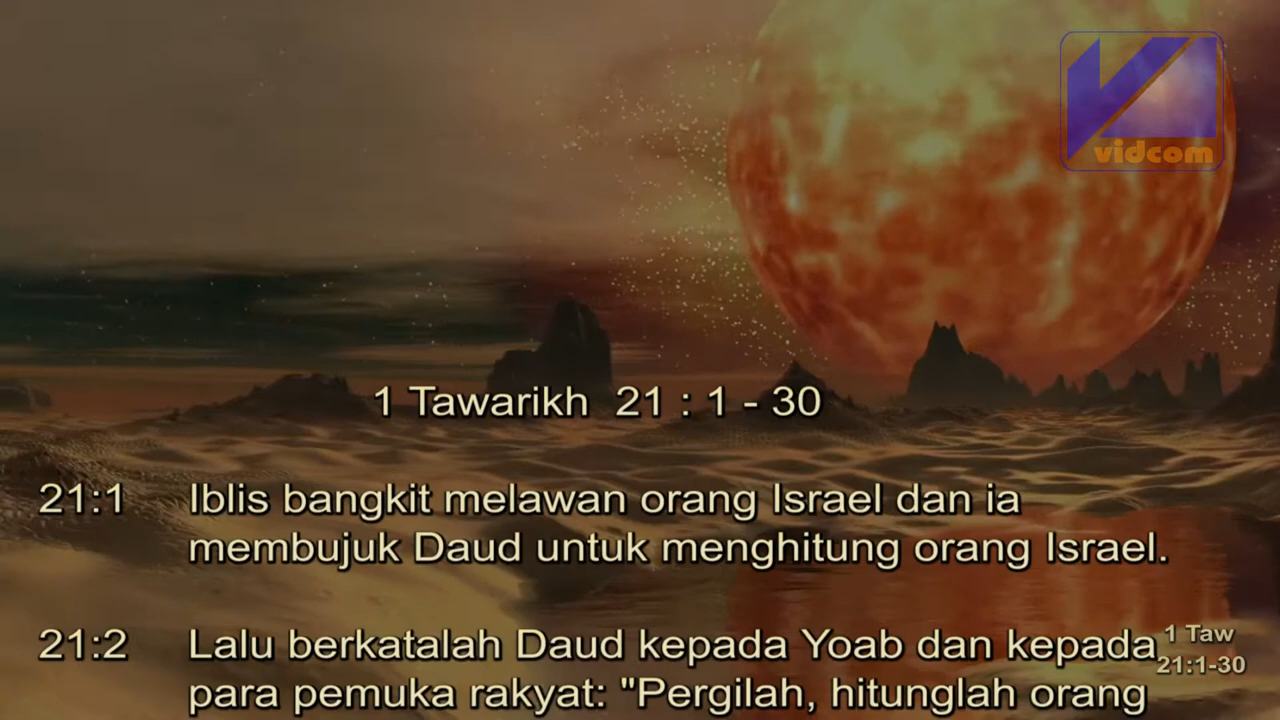 vidcom
1 Tawarikh 21 : 1 - 30
21:1 Iblis bangkit melawan orang Israel dan ia
membujuk Daud untuk menghitung orang Israel.
21:2 Lalu berkatalah Daud kepada Yoab dan kepada
para pemuka rakyat: "Pergilah, hitunglah orang
1 Taw
21:1-30